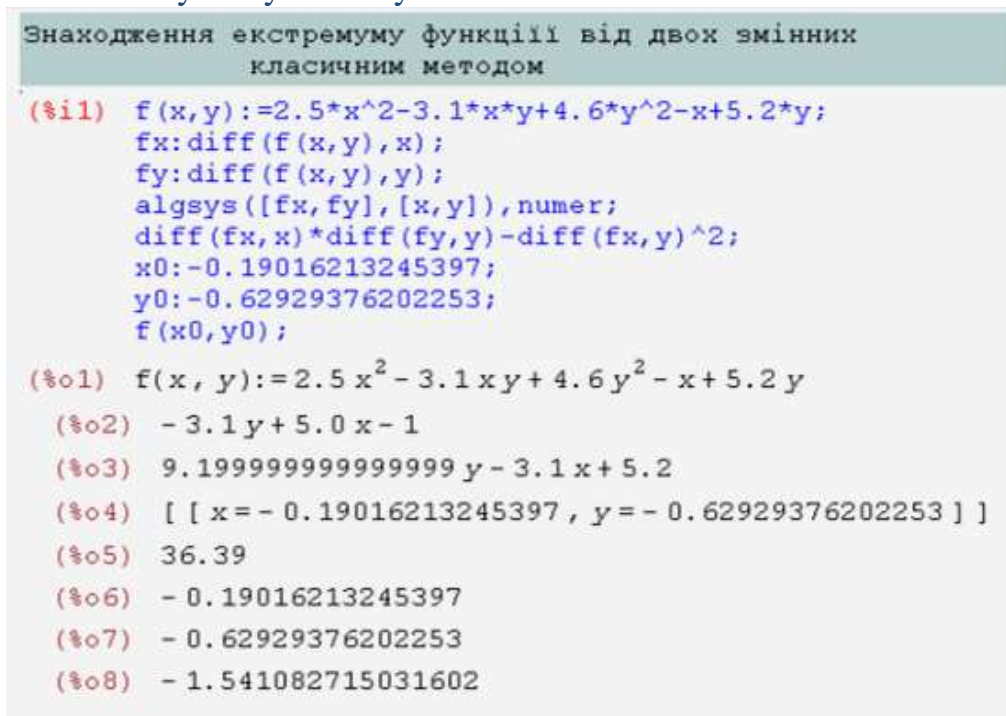 Знаходження екстремуму функціїї від двох змінних
класичним методом
(%i1) f(x,y):=2.5*x^2-3.1*x*y+4.6*y^2-x+5.2*y;
fx:diff(f(x,y),x);
fy:diff(f(x,y),y);
algsys([fx,fy],[x,y]),numer;
diff(fx,x)*diff(fy,y)-diff(fx,y)^2;
x0:-0.19016213245397;
y0:-0.62929376202253;
f(x0,y0);
(%o1) f(x, y):=2.5 x² - 3.1 x y + 4.6 y² - x + 5.2 y
(%o2) - 3.1 y + 5.0 x - 1
(%o3) 9.199999999999999 y - 3.1 x + 5.2
(%o4) [ [ x = - 0.19016213245397 , y = - 0.62929376202253 ] ]
(%o5) 36.39
(%o6) - 0.19016213245397
(%o7) - 0.62929376202253
(%o8) - 1.541082715031602